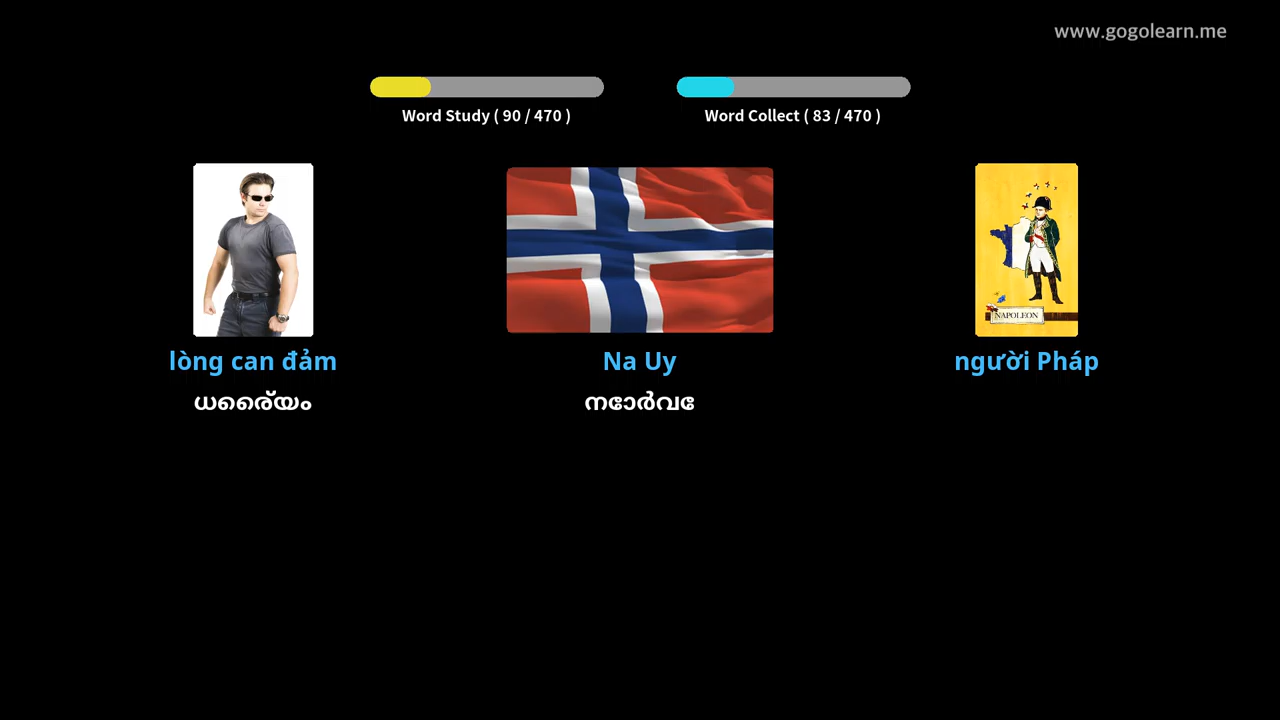 www.gogolearn.me
Word Study ( 90 / 470 )
Word Collect ( 83 / 470 )
NAPOLEON
lòng can đảm
Na Uy
người Pháp
ധൈര്യം
നോർവേ